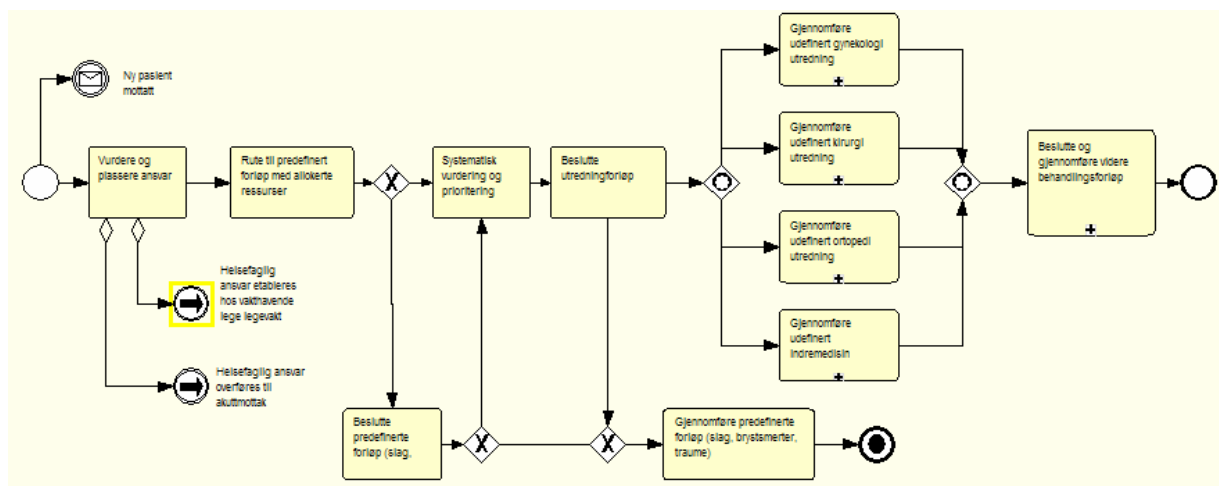 Ny pasient
mottatt
Vurdere og
plassere ansvar
Rute til predefinert
forløp med allokerte
ressurser
Systematisk
vurdering og
prioritering
Beslutte
utredningforløp
Gjennomføre
udefinert gynekologi
utredning
Gjennomføre
udefinert kirurgi
utredning
Gjennomføre
udefinert ortopedi
utredning
Gjennomføre
udefinert
indremedisin
Beslutte og
gjennomføre videre
behandlingsforløp
Helsefaglig
ansvar etableres
hos vakthavende
lege legevakt
Helsefaglig ansvar
overføres til
akuttmottak
Beslutte
predefinerte
forløp (slag,
Gjennomføre predefinerte
forløp (slag, brystsmerter,
traume)